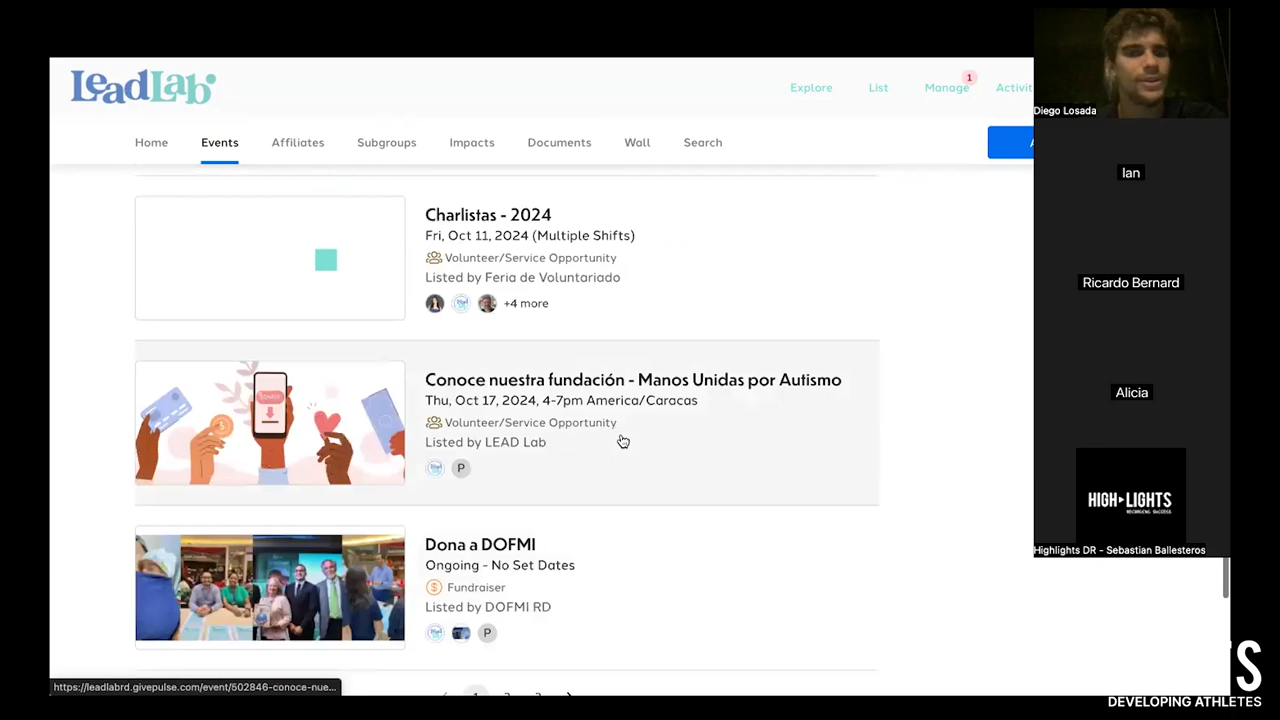 LeadLab
Explore
List
Manage
1
Activit
Home
Events
Affiliates
Subgroups
Impacts
Documents
Wall
Search
A
Charlistas - 2024
Fri, Oct 11, 2024 (Multiple Shifts)
Volunteer/Service Opportunity
Listed by Feria de Voluntariado
+4 more
Conoce nuestra fundación - Manos Unidas por Autismo
Thu, Oct 17, 2024, 4-7pm America/Caracas
Volunteer/Service Opportunity
Listed by LEAD Lab
P
Dona a DOFMI
Ongoing - No Set Dates
$ Fundraiser
Listed by DOFMI RD
P
https://leadlabrd.givepulse.com/event/502846-conoce-nue...
Diego Losada
Ian
Ricardo Bernard
Alicia
HIGH LIGHTS
Highlights DR - Sebastian Ballesteros
S
DEVELOPING ATHLETES